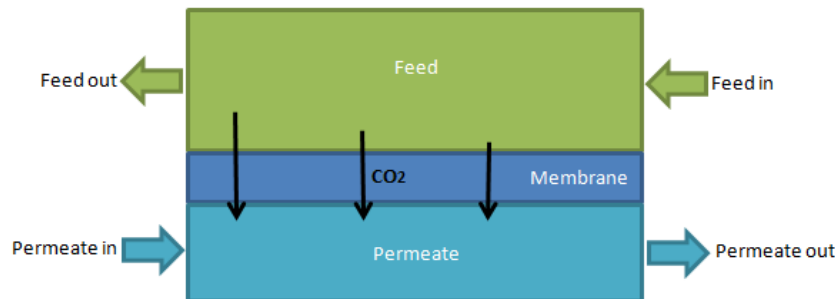 Feed
Feed out
Feed in
CO2
Membrane
Permeate in
Permeate
Permeate out